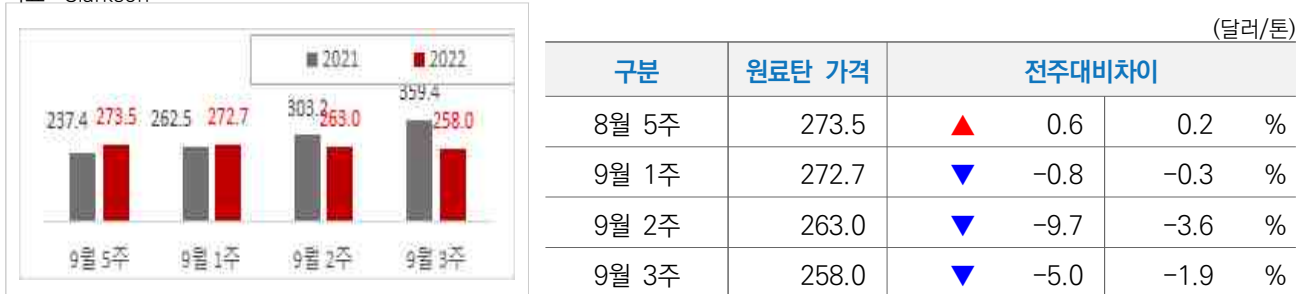 2021 2022
237.4 273.5 262.5 272.7 303.2 263.0 359.4 258.0
9월 5주 9월 1주 9월 2주 9월 3주
(달러/톤)
구분 원료탄 가격 전주대비차이
8월 5주 273.5 ▲ 0.6 0.2 %
9월 1주 272.7 ▼ -0.8 -0.3 %
9월 2주 263.0 ▼ -9.7 -3.6 %
9월 3주 258.0 ▼ -5.0 -1.9 %